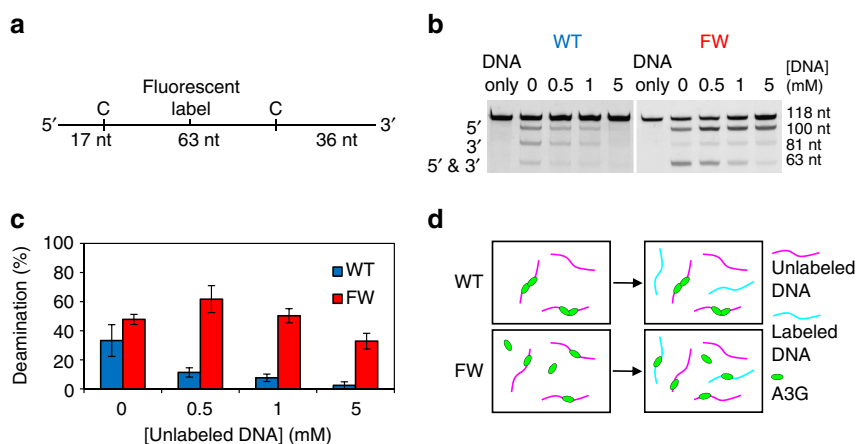 a
Fluorescent
label
C
C
5′
3′
17 nt
63 nt
36 nt
b
WT
FW
DNA only 0 0.5 1 5
DNA only 0 0.5 1 5
[DNA]
(mM)
5′
3′
5′ & 3′
118 nt
100 nt
81 nt
63 nt
c
Deamination (%)
100
80
60
40
20
0
WT
FW
0 0.5 1 5
[Unlabeled DNA] (mM)
d
WT
FW
Unlabeled
DNA
Labeled
DNA
A3G